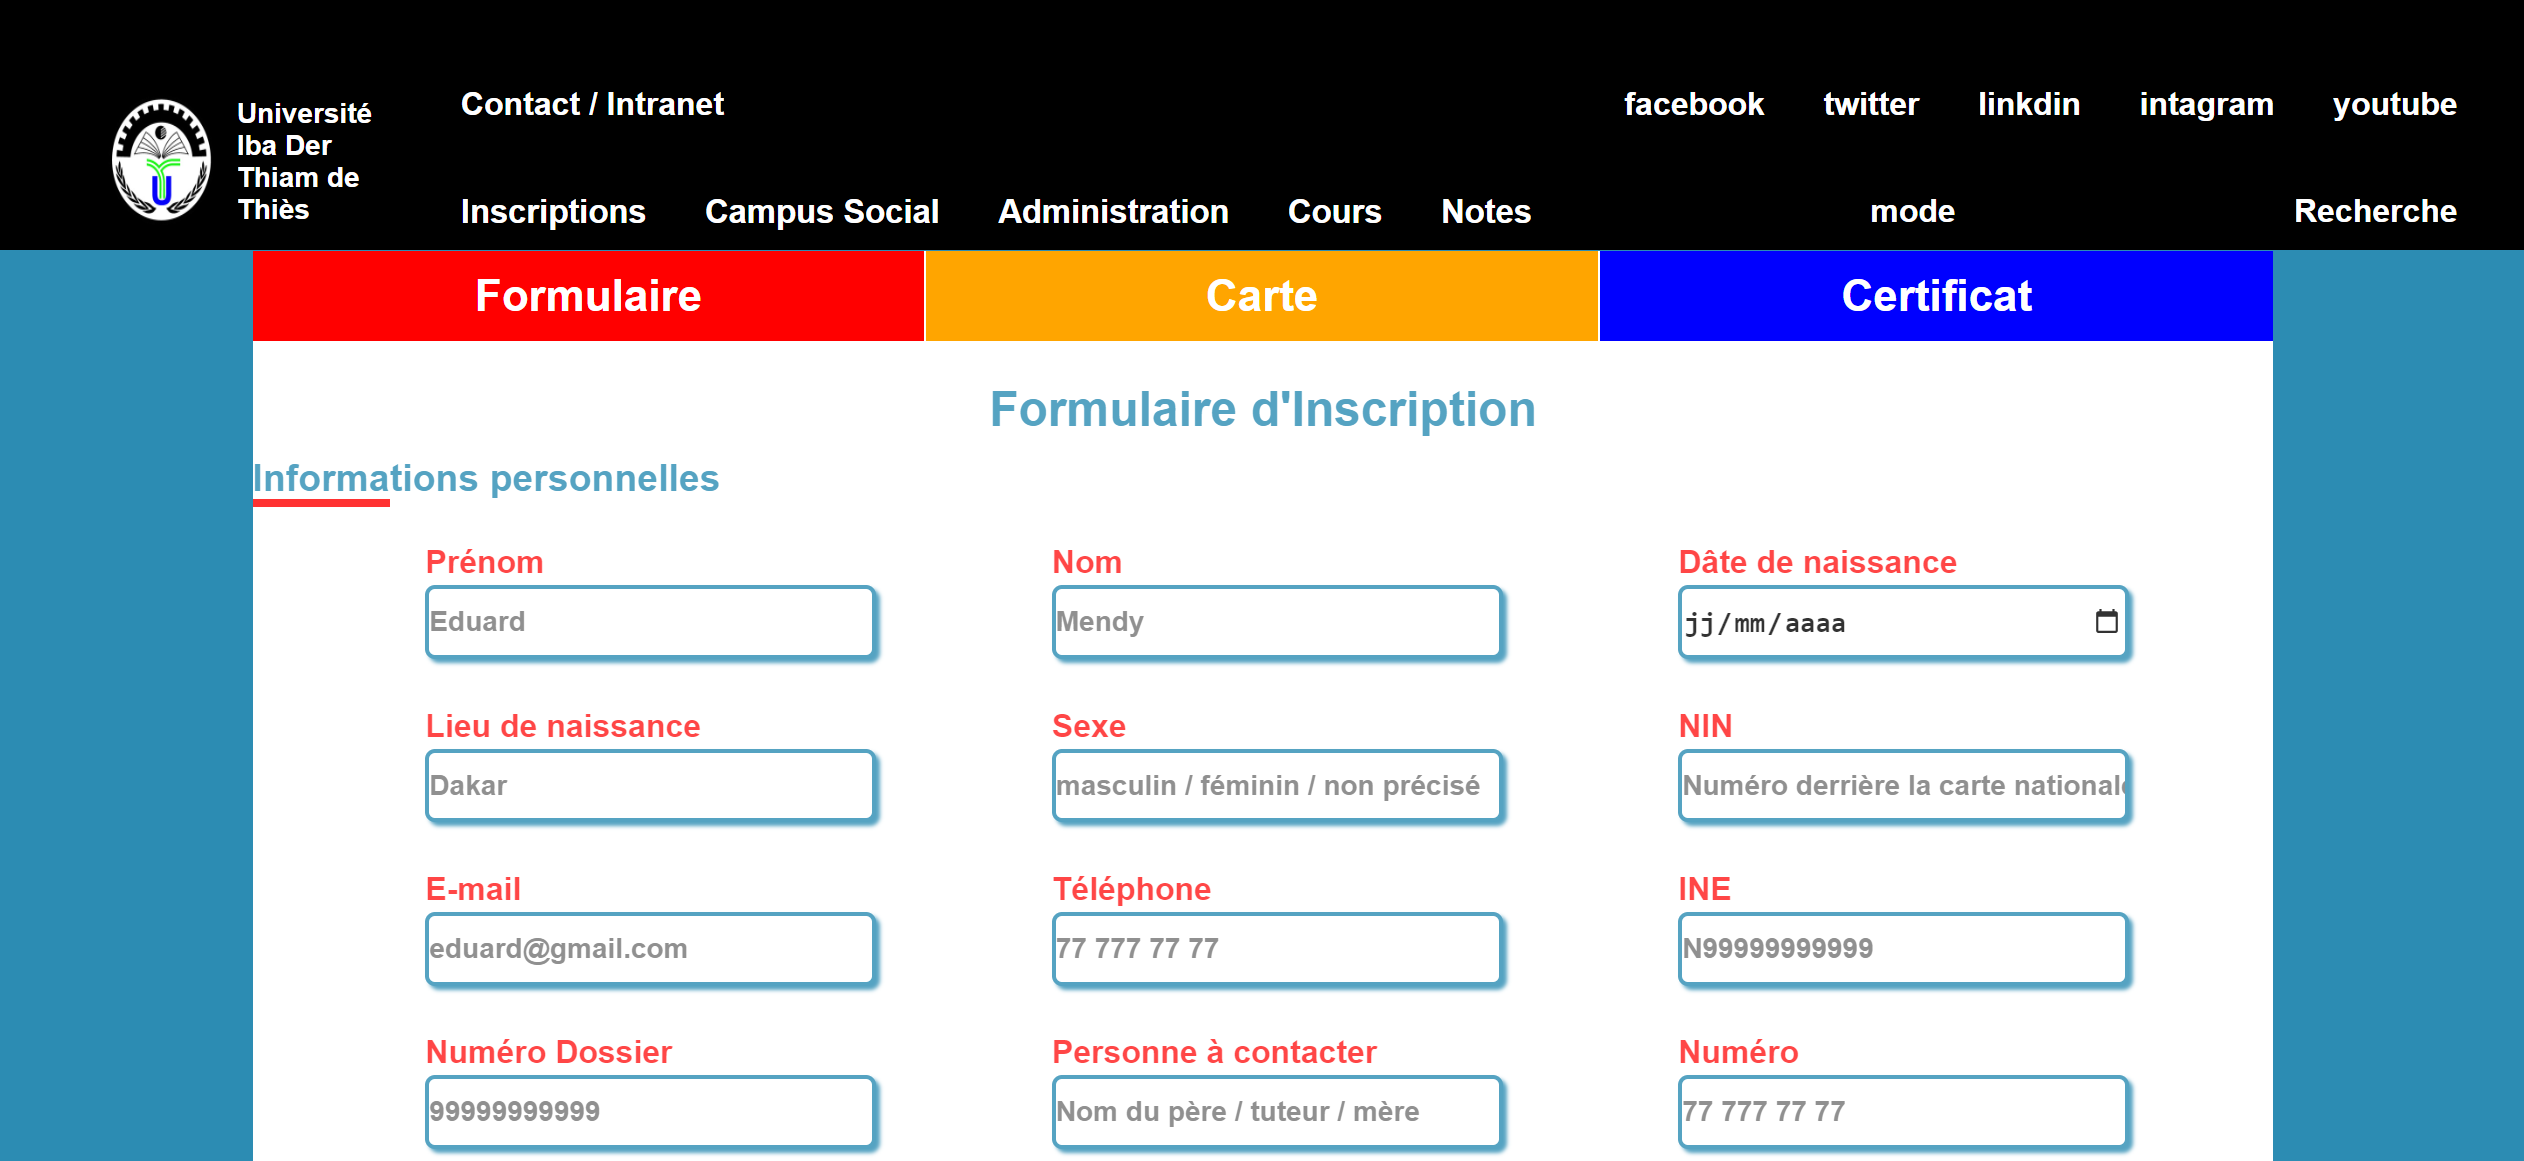 Université
Iba Der
Thiam de
Thiès
Contact / Intranet
facebook twitter linkdin intagram youtube
Inscriptions Campus Social Administration Cours Notes mode Recherche
Formulaire Carte Certificat
Formulaire d'Inscription
Informations personnelles
Prénom Nom Dâte de naissance
Eduard Mendy jj/mm/aaaa
Lieu de naissance Sexe NIN
Dakar masculin / féminin / non précisé Numéro derrière la carte nationale
E-mail Téléphone INE
eduard@gmail.com 77 777 77 77 N99999999999
Numéro Dossier Personne à contacter Numéro
99999999999 Nom du père / tuteur / mère 77 777 77 77